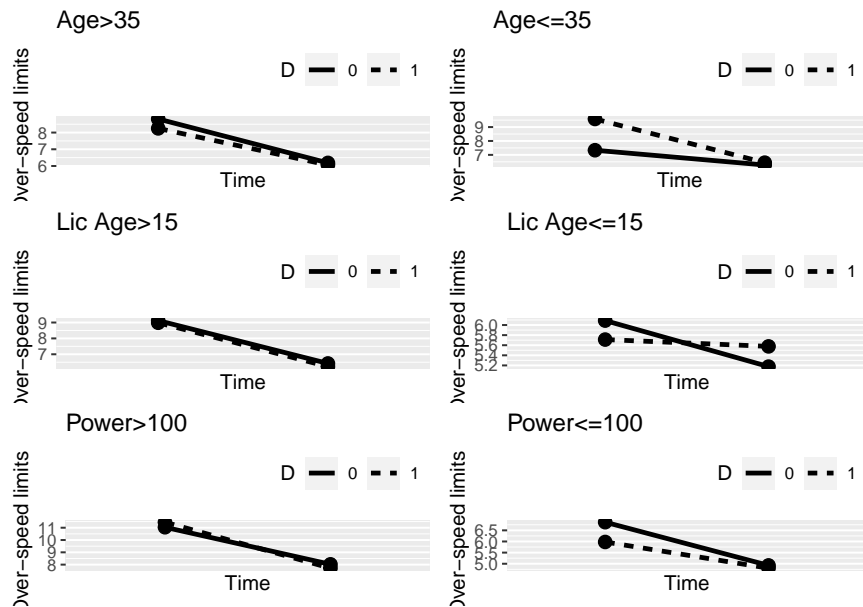 Age>35
D 0 1
Over−speed limits
8
7
6
Time
Age<=35
D 0 1
Over−speed limits
9
8
7
Time
Lic Age>15
D 0 1
Over−speed limits
9
8
7
Time
Lic Age<=15
D 0 1
Over−speed limits
6.0
5.8
5.6
5.4
5.2
Time
Power>100
D 0 1
Over−speed limits
11
10
9
8
Time
Power<=100
D 0 1
Over−speed limits
6.5
6.0
5.5
5.0
Time